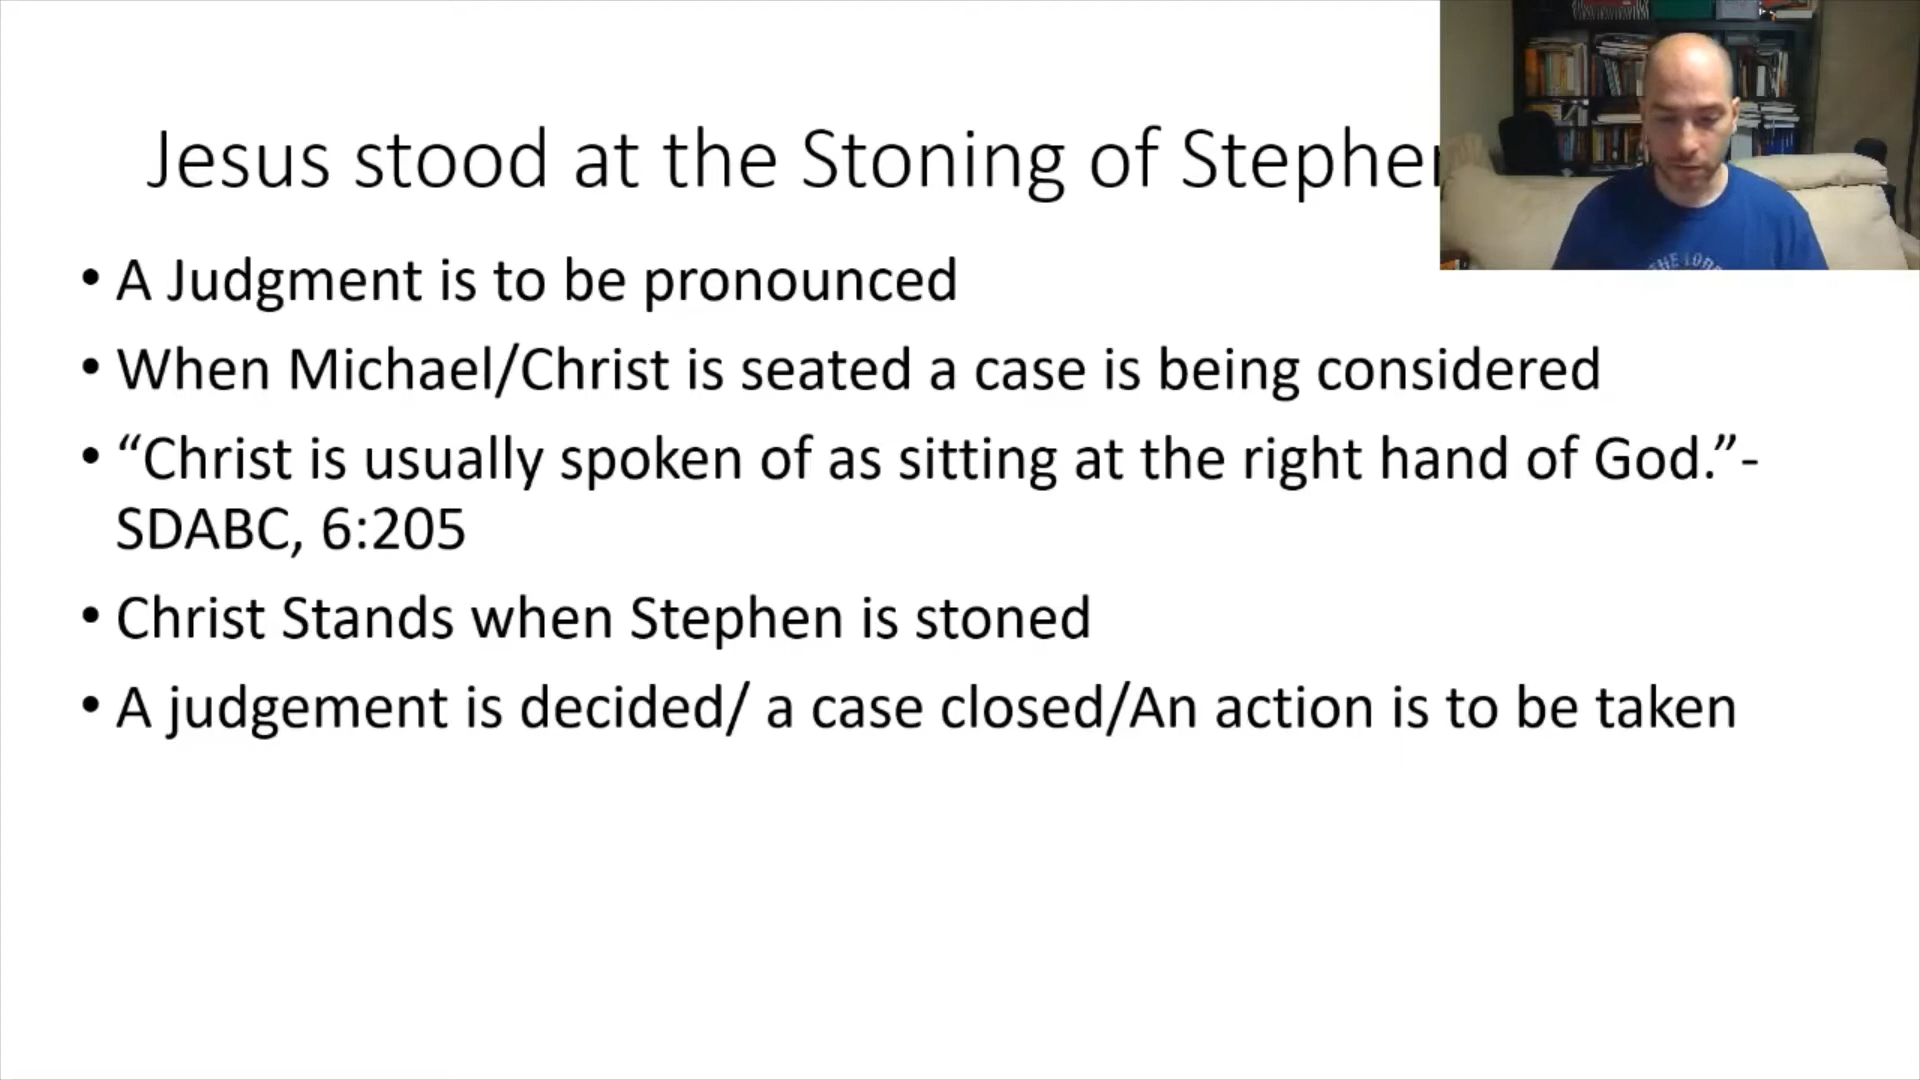 Jesus stood at the Stoning of
• A Judgment is to be pronounced
• When Michael/Christ is seated a case is being considered
• “Christ is usually spoken of as sitting at the right hand of God.”-
SDABC, 6:205
• Christ Stands when Stephen is stoned
• A judgement is decided/ a case closed/An action is to be taken
THE LORD